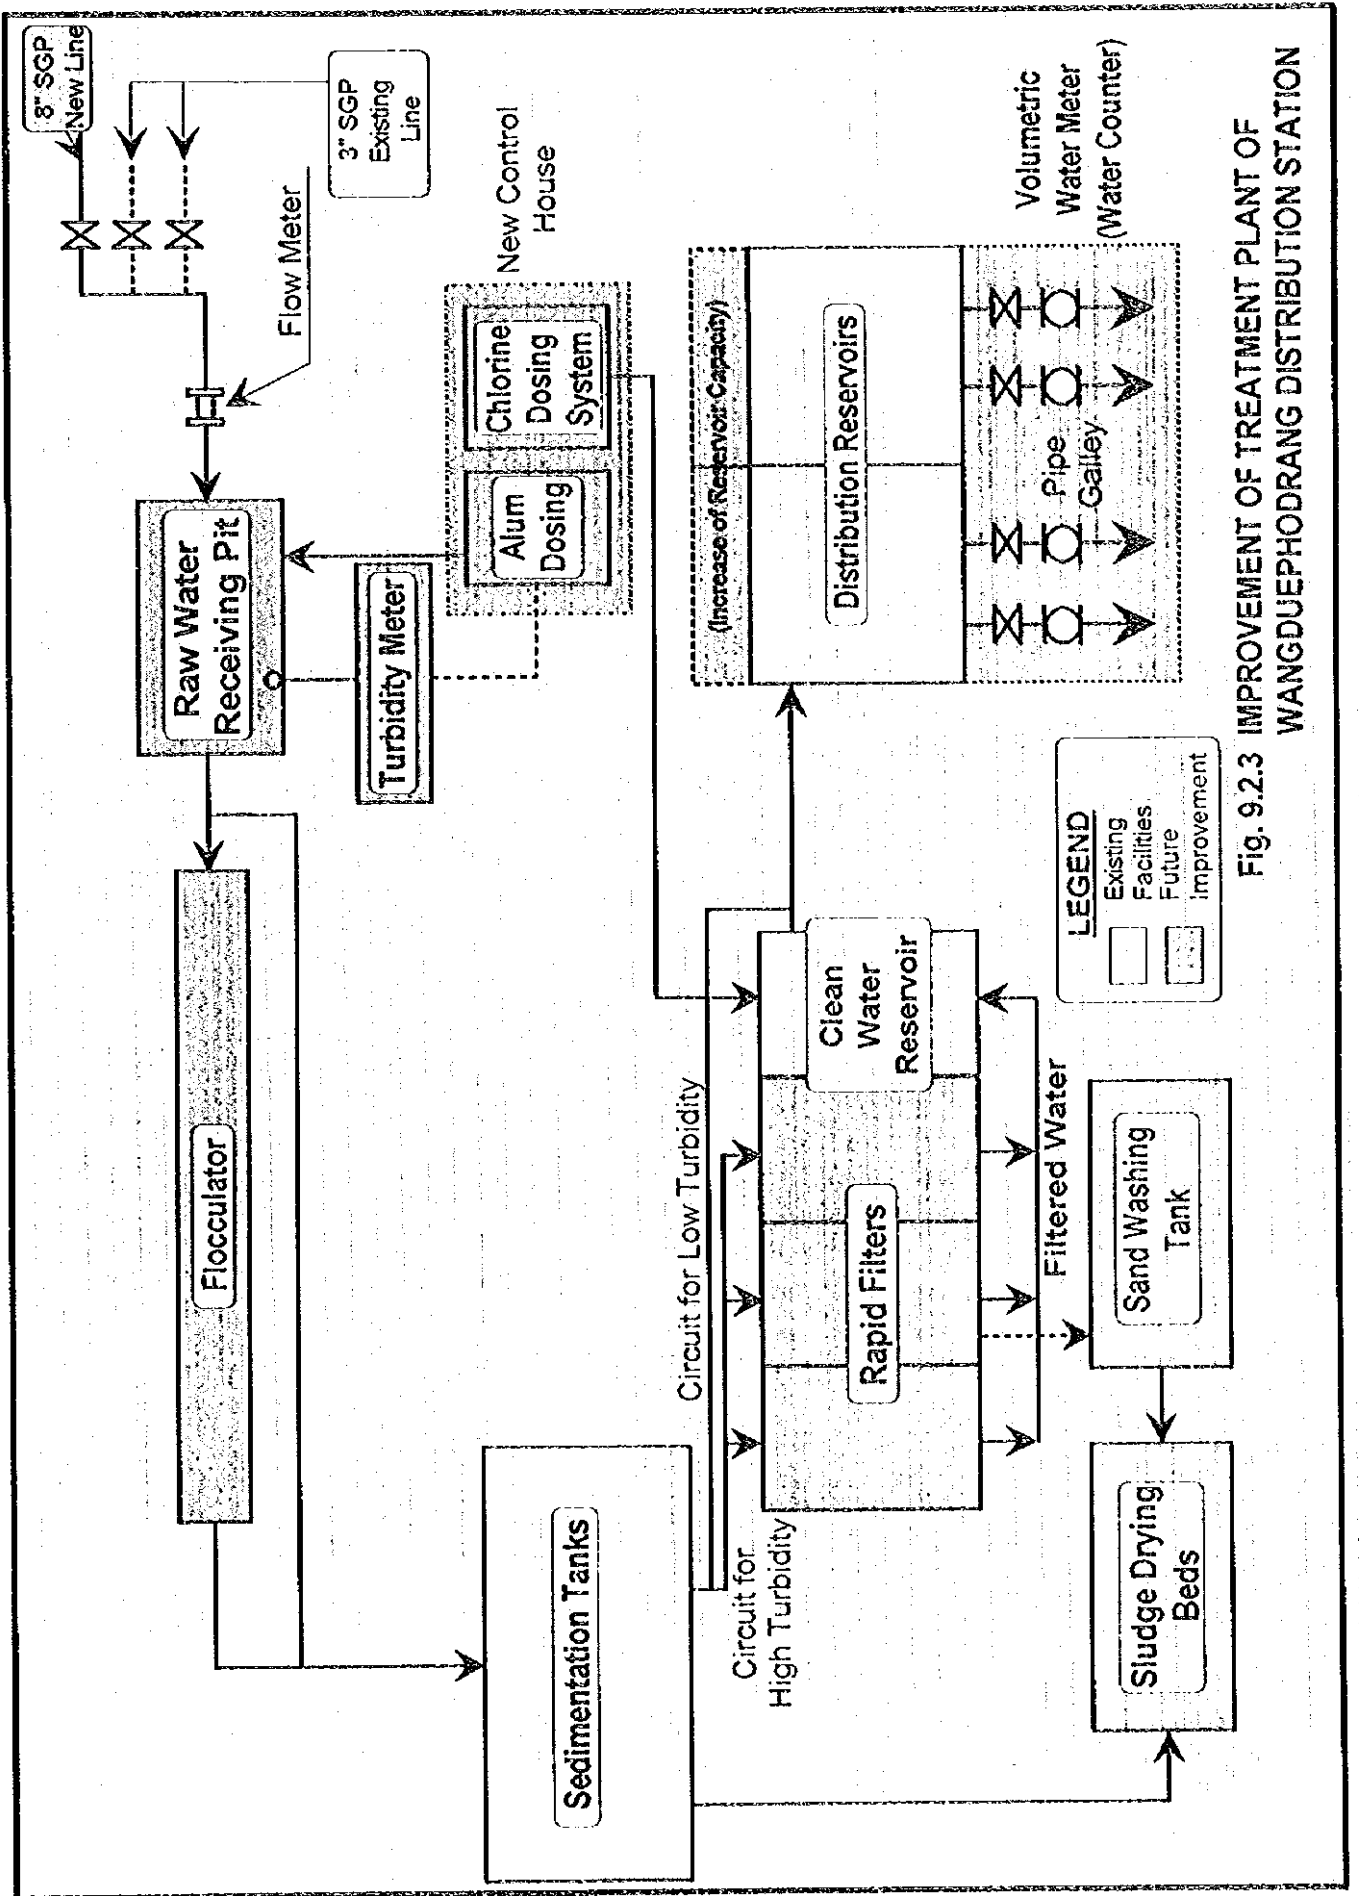 8" SGP
New Line
3" SGP
Existing
Line
Flow Meter
New Control
House
Raw Water
Receiving Pit
Turbidity Meter
Alum
Dosing
Chlorine
Dosing
System
Flocculator
Sedimentation Tanks
Circuit for Low Turbidity
Circuit for
High Turbidity
Rapid Filters
Clean
Water
Reservoir
Filtered Water
Sand Washing
Tank
Sludge Drying
Beds
(Increase of Reservoir Capacity)
Distribution Reservoirs
Pipe
Galley
Volumetric
Water Meter
(Water Counter)
LEGEND
Existing
Facilities
Future
Improvement
Fig. 9.2.3 IMPROVEMENT OF TREATMENT PLANT OF
WANGDUEPHODRANG DISTRIBUTION STATION